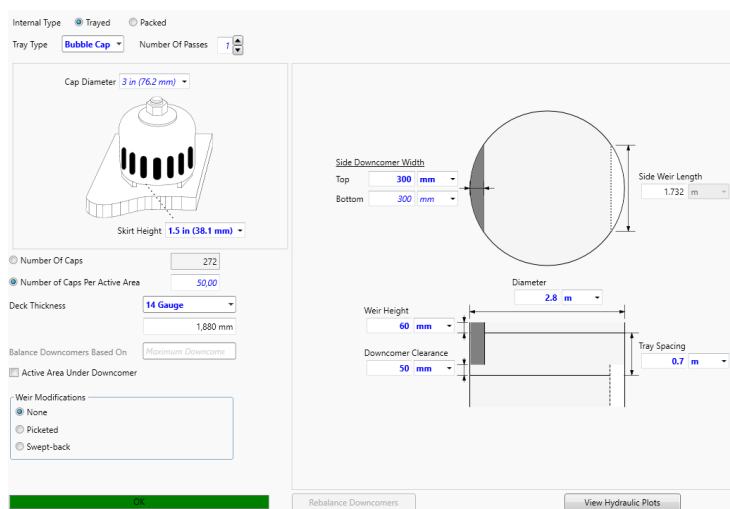 Internal Type Trayed Packed
Tray Type Bubble Cap Number Of Passes 1
Cap Diameter 3 in (76.2 mm)
Skirt Height 1.5 in (38.1 mm)
Number Of Caps 272
Number of Caps Per Active Area 50,00
Deck Thickness 14 Gauge
1,880 mm
Balance Downcomers Based On Maximum Downcome
Active Area Under Downcomer
Weir Modifications
None
Picketed
Swept-back
OK
Side Downcomer Width
Top 300 mm
Bottom 300 mm
Side Weir Length
1.732 m
Diameter
2.8 m
Weir Height
60 mm
Downcomer Clearance
50 mm
Tray Spacing
0.7 m
Rebalance Downcomers
View Hydraulic Plots